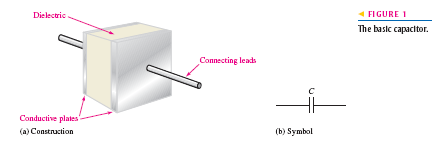 Dielectric
◄ FIGURE 1
The basic capacitor.
Connecting leads
C
Conductive plates
(a) Construction
(b) Symbol